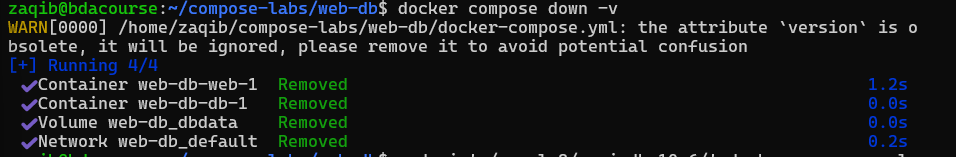 zaqib@bdacourse:~/compose-labs/web-db$ docker compose down -v
WARN[0000] /home/zaqib/compose-labs/web-db/docker-compose.yml: the attribute `version` is o
bsolete, it will be ignored, please remove it to avoid potential confusion
[+] Running 4/4
✔Container web-db-web-1 Removed 1.2s
✔Container web-db-db-1 Removed 0.0s
✔Volume web-db_dbdata Removed 0.0s
✔Network web-db_default Removed 0.2s